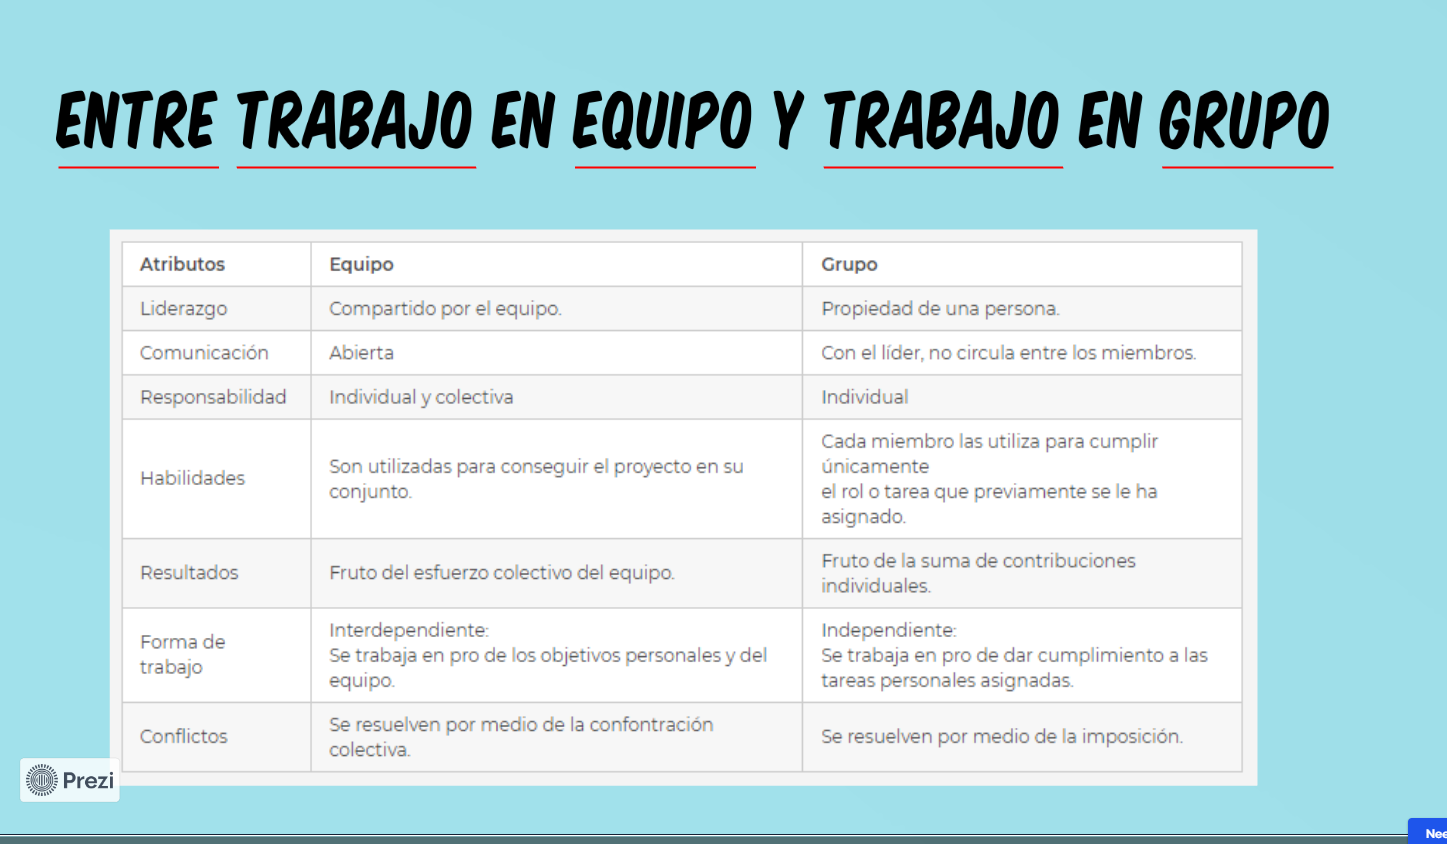 ENTRE TRABAJO EN EQUIPO Y TRABAJO EN GRUPO
Atributos
Equipo
Grupo
Liderazgo
Compartido por el equipo.
Propiedad de una persona.
Comunicación
Abierta
Con el líder, no circula entre los miembros.
Responsabilidad
Individual y colectiva
Individual
Habilidades
Son utilizadas para conseguir el proyecto en su
conjunto.
Cada miembro las utiliza para cumplir
únicamente
el rol o tarea que previamente se le ha
asignado.
Resultados
Fruto del esfuerzo colectivo del equipo.
Fruto de la suma de contribuciones
individuales.
Forma de
trabajo
Interdependiente:
Se trabaja en pro de los objetivos personales y del
equipo.
Independiente:
Se trabaja en pro de dar cumplimiento a las
tareas personales asignadas.
Conflictos
Se resuelven por medio de la confontración
colectiva.
Se resuelven por medio de la imposición.
Prezi